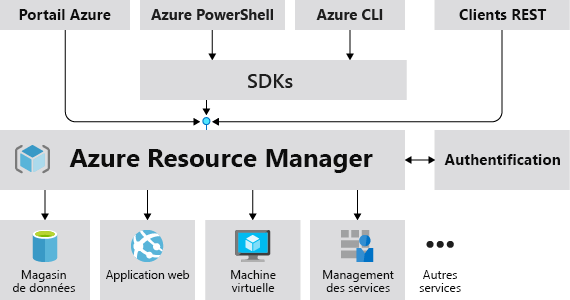 Portail Azure
Azure PowerShell
Azure CLI
Clients REST
SDKs
Azure Resource Manager
Authentification
Magasin
de données
Application web
Machine
virtuelle
Management
des services
Autres
services